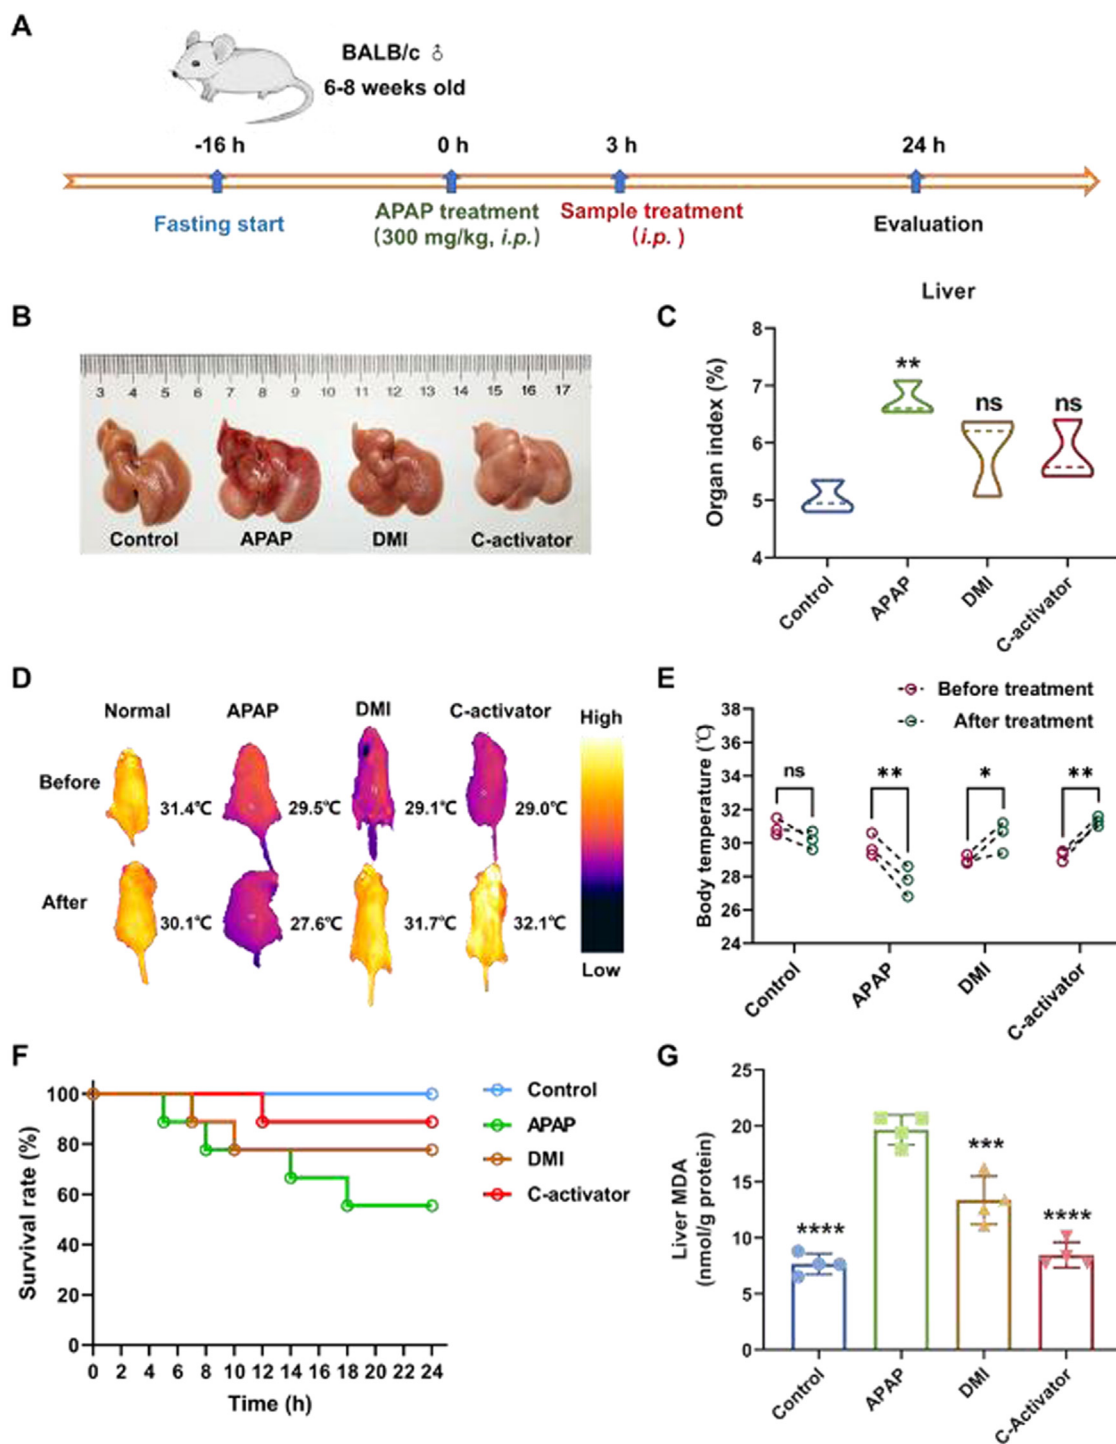 A
BALB/c ♂
6-8 weeks old
-16 h 0 h 3 h 24 h
Fasting start
APAP treatment
(300 mg/kg, i.p.)
Sample treatment
(i.p. )
Evaluation
B
3 4 5 6 7 8 9 10 11 12 13 14 15 16 17
Control APAP DMI C-activator
C
Liver
Organ index (%)
8
7
6
5
4
**
ns
ns
Control
APAP
DMI
C-activator
D
Normal APAP DMI C-activator
High
Before
31.4℃ 29.5℃ 29.1℃ 29.0℃
After
30.1℃ 27.6℃ 31.7℃ 32.1℃
Low
E
Before treatment
After treatment
Body temperature (℃)
38
36
34
32
30
28
26
24
ns ** * **
Control
APAP
DMI
C-activator
F
Survival rate (%)
100
80
60
40
20
0
0 2 4 6 8 10 12 14 16 18 20 22 24
Time (h)
Control
APAP
DMI
C-activator
G
Liver MDA
(nmol/g protein)
25
20
15
10
5
0
****
***
****
Control
APAP
DMI
C-Activator